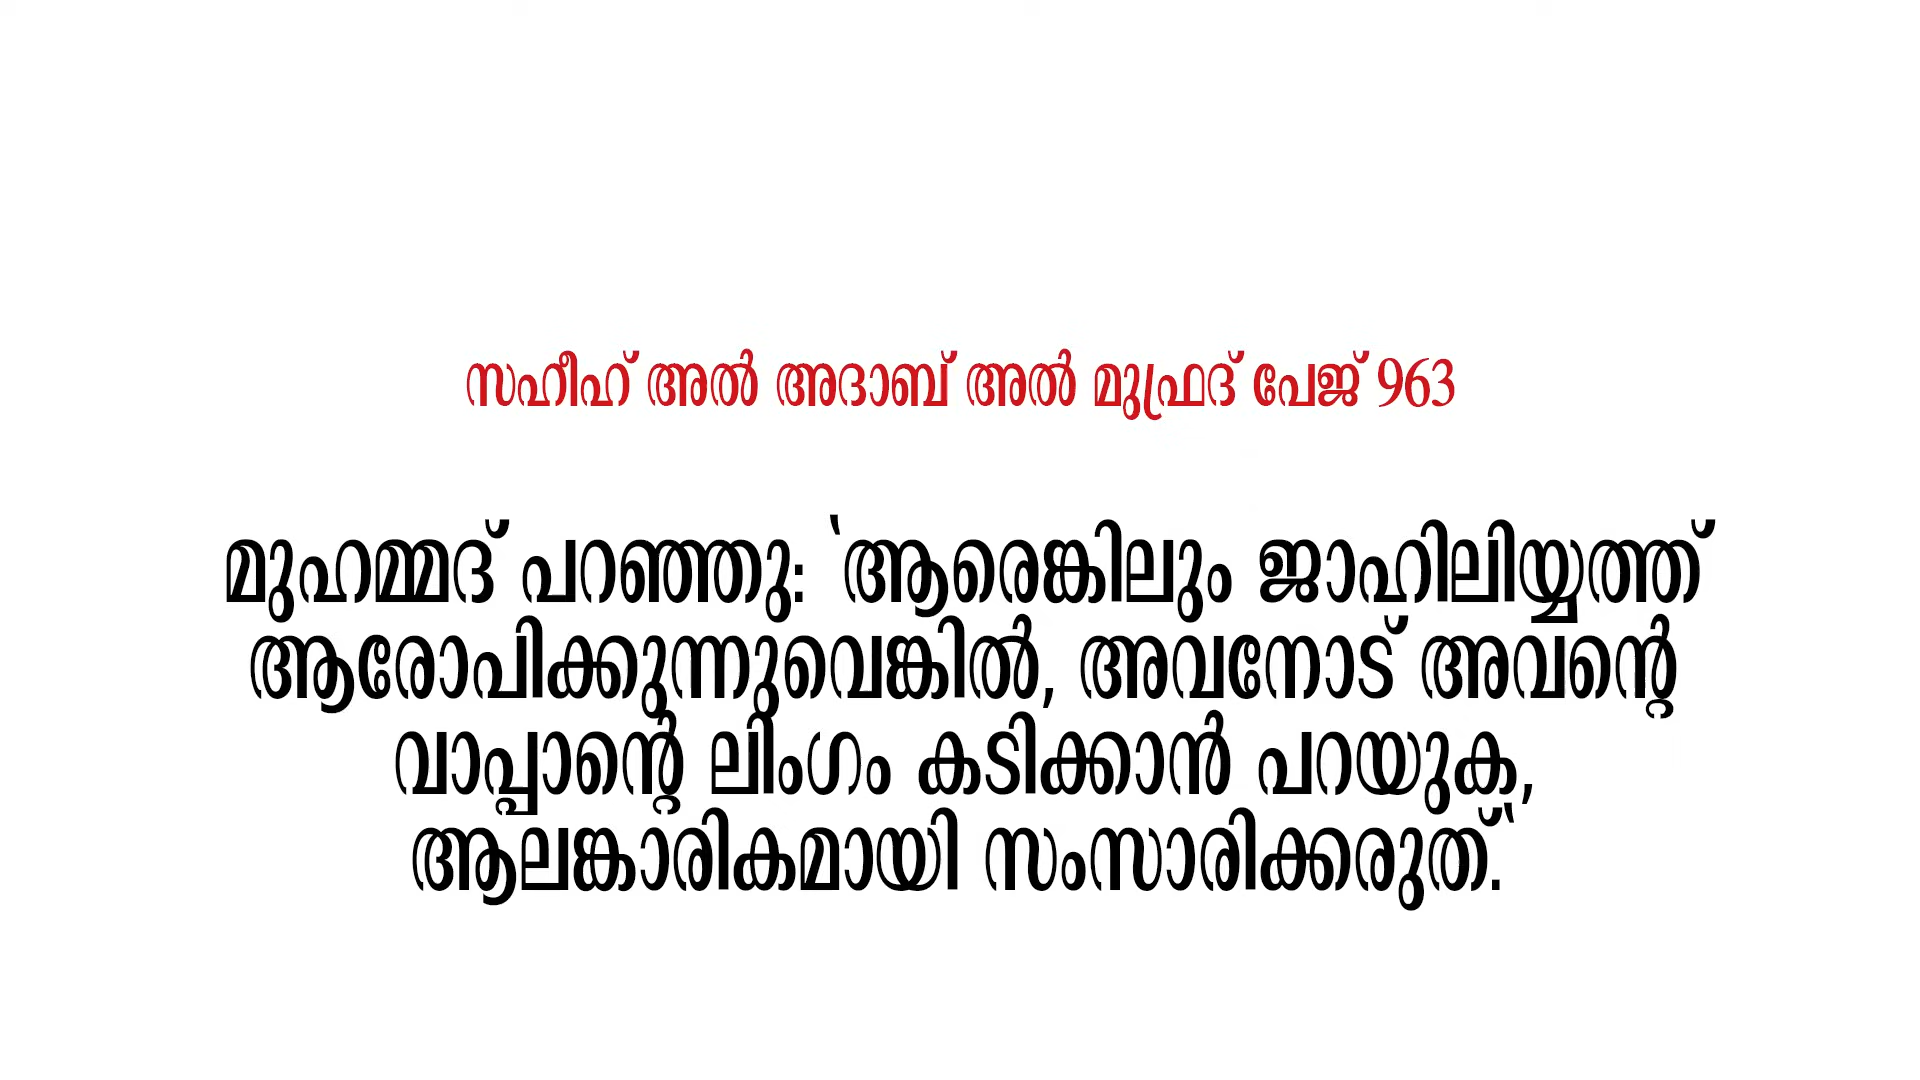 സഹീഹ് അൽ അദാബ് അൽ മുഫ്രദ് പേജ് 963
മുഹമ്മദ് പറഞ്ഞു: 'ആരെങ്കിലും ജാഹിലിയ്യത്ത്
ആരോപിക്കുന്നുവെങ്കിൽ, അവനോട് അവന്റെ
വാപ്പാന്റെ ലിംഗം കടിക്കാൻ പറയുക,
ആലങ്കാരികമായി സംസാരിക്കരുത്.'